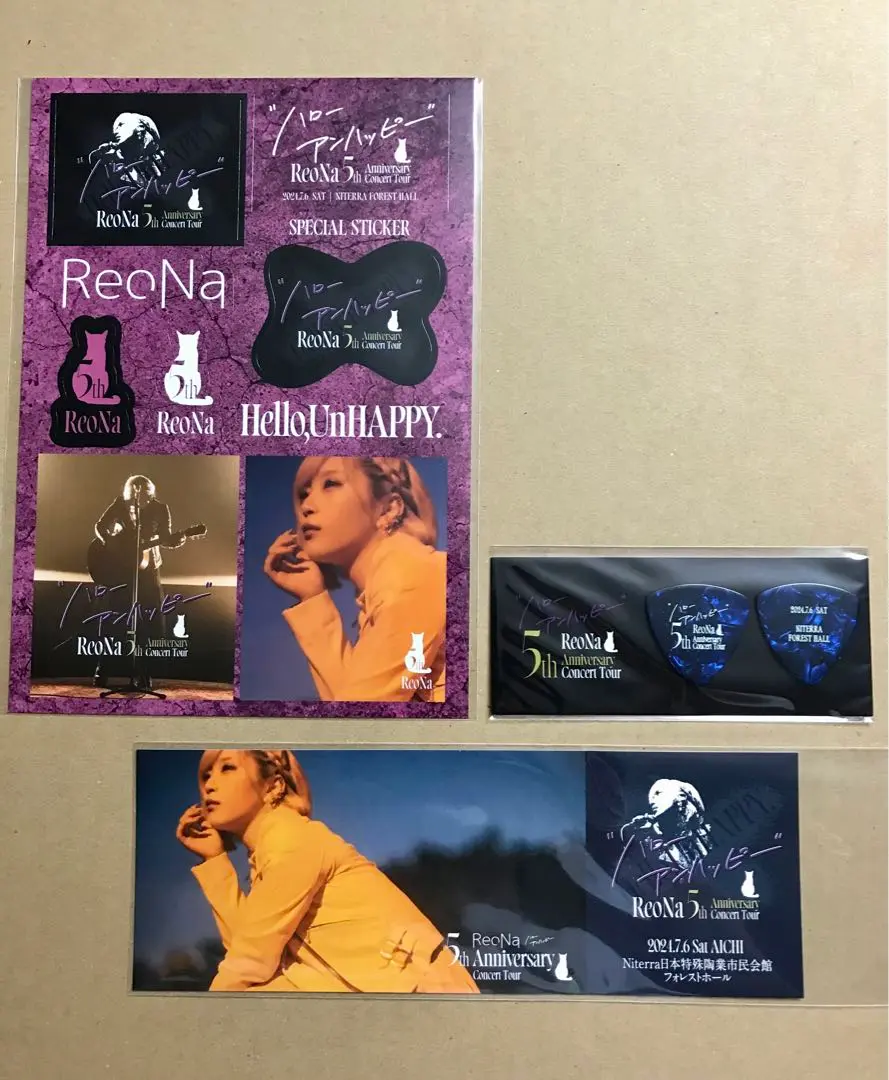 "ハロー
アンハッピー"
ReoNa 5th Anniversary
Concert Tour
"ハロー
アンハッピー"
ReoNa 5th Anniversary
Concert Tour
2024.7.6 SAT | NITERRA FOREST HALL
SPECIAL STICKER
ReoNa
"ハロー
アンハッピー"
ReoNa 5th Anniversary
Concert Tour
5th
ReoNa
5th
ReoNa
Hello,UnHAPPY.
"ハロー
アンハッピー"
ReoNa 5th Anniversary
Concert Tour
5th
ReoNa
"ハロー
アンハッピー"
ReoNa
5th Anniversary
Concert Tour
"ハロー
アンハッピー"
ReoNa
5th Anniversary
Concert Tour
2024.7.6 SAT
NITERRA
FOREST HALL
ReoNa
5th Anniversary
Concert Tour
"ハロー
アンハッピー"
ReoNa 5th Anniversary
Concert Tour
2024.7.6 Sat AICHI
Niterra日本特殊陶業市民会館
フォレストホール